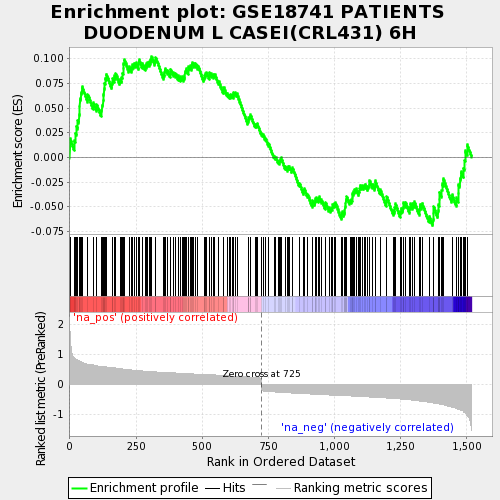 Enrichment plot: GSE18741 PATIENTS
DUODENUM L CASEI(CRL431) 6H
Enrichment score (ES)
0.100
0.075
0.050
0.025
0.000
-0.025
-0.050
-0.075
'na_pos' (positively correlated)
Ranked list metric (PreRanked)
2
1
0
-1
Zero cross at 725
'na_neg' (negatively correlated)
0
250
500
750
1,000
1,250
1,500
Rank in Ordered Dataset
Enrichment profile
Hits
Ranking metric scores